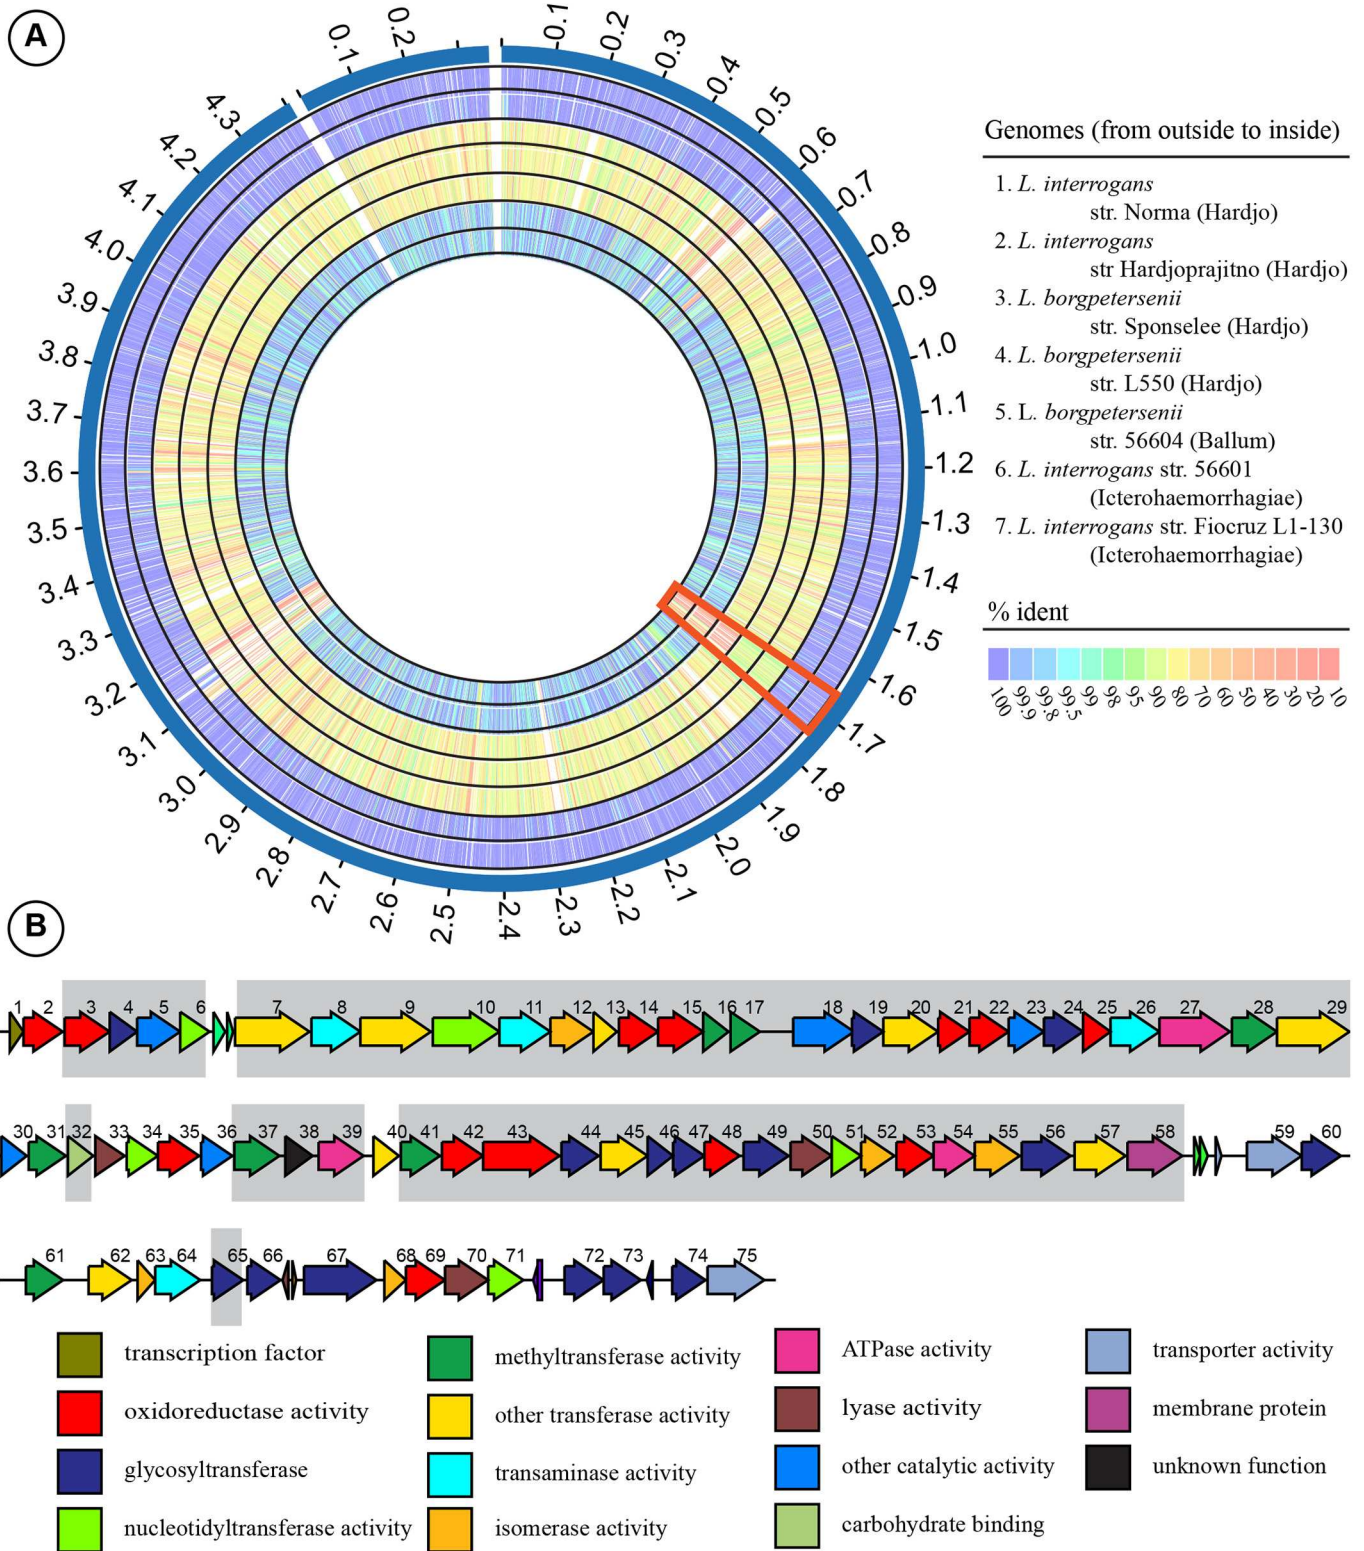 A
0.1
0.2
0.1
0.2
0.3
0.4
0.5
0.6
0.7
0.8
0.9
1.0
1.1
1.2
1.3
1.4
1.5
1.6
1.7
1.8
1.9
2.0
2.1
2.2
2.3
2.4
2.5
2.6
2.7
2.8
2.9
3.0
3.1
3.2
3.3
3.4
3.5
3.6
3.7
3.8
3.9
4.0
4.1
4.2
4.3
Genomes (from outside to inside)
1. L. interrogans
str. Norma (Hardjo)
2. L. interrogans
str Hardjoprajitno (Hardjo)
3. L. borgpetersenii
str. Sponselee (Hardjo)
4. L. borgpetersenii
str. L550 (Hardjo)
5. L. borgpetersenii
str. 56604 (Ballum)
6. L. interrogans str. 56601
(Icterohaemorrhagiae)
7. L. interrogans str. Fiocruz L1-130
(Icterohaemorrhagiae)
% ident
100 99.9 99.8 99.5 99 98 95 90 80 70 60 50 40 30 20 10
B
1 2 3 4 5 6 7 8 9 10 11 12 13 14 15 16 17 18 19 20 21 22 23 24 25 26 27 28 29
30 31 32 33 34 35 36 37 38 39 40 41 42 43 44 45 46 47 48 49 50 51 52 53 54 55 56 57 58 59 60
61 62 63 64 65 66 67 68 69 70 71 72 73 74 75
transcription factor
oxidoreductase activity
glycosyltransferase
nucleotidyltransferase activity
methyltransferase activity
other transferase activity
transaminase activity
isomerase activity
ATPase activity
lyase activity
other catalytic activity
carbohydrate binding
transporter activity
membrane protein
unknown function